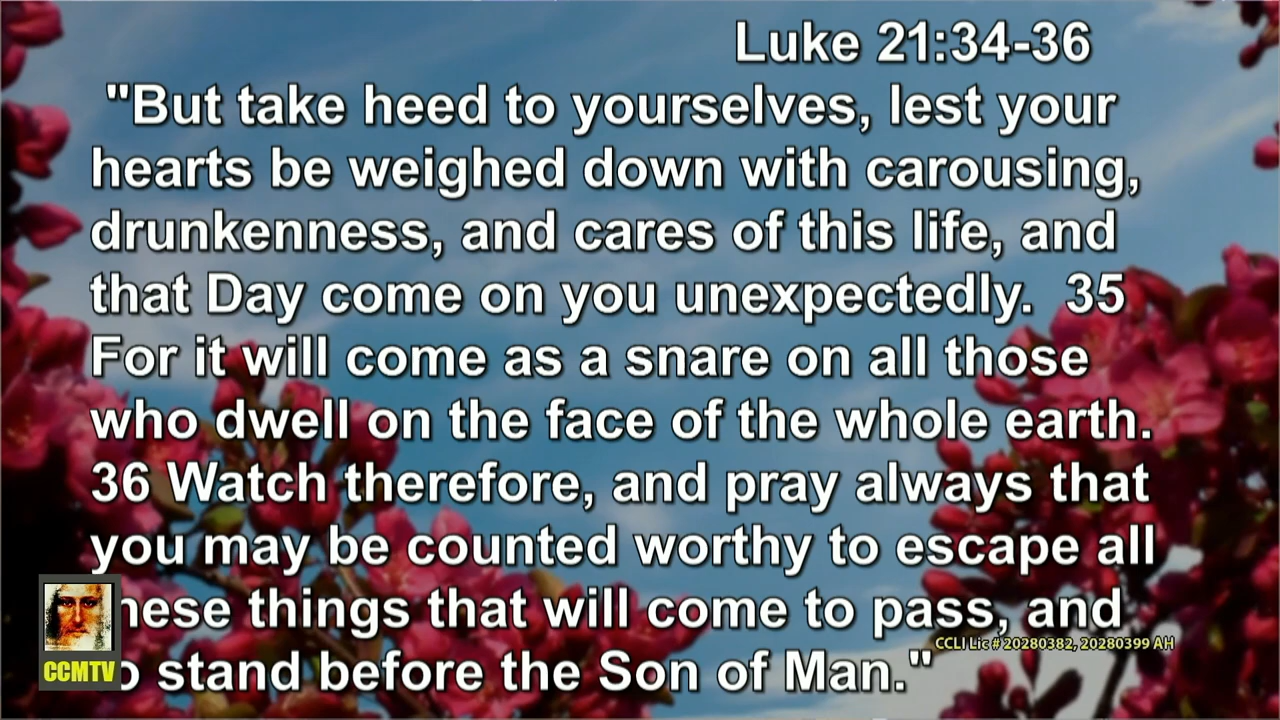 Luke 21:34-36
"But take heed to yourselves, lest your
hearts be weighed down with carousing,
drunkenness, and cares of this life, and
that Day come on you unexpectedly. 35
For it will come as a snare on all those
who dwell on the face of the whole earth.
36 Watch therefore, and pray always that
you may be counted worthy to escape all
hese things that will come to pass, and
CCLI Lic # 20280382, 20280399 AH
o stand before the Son of Man."
CCMTV